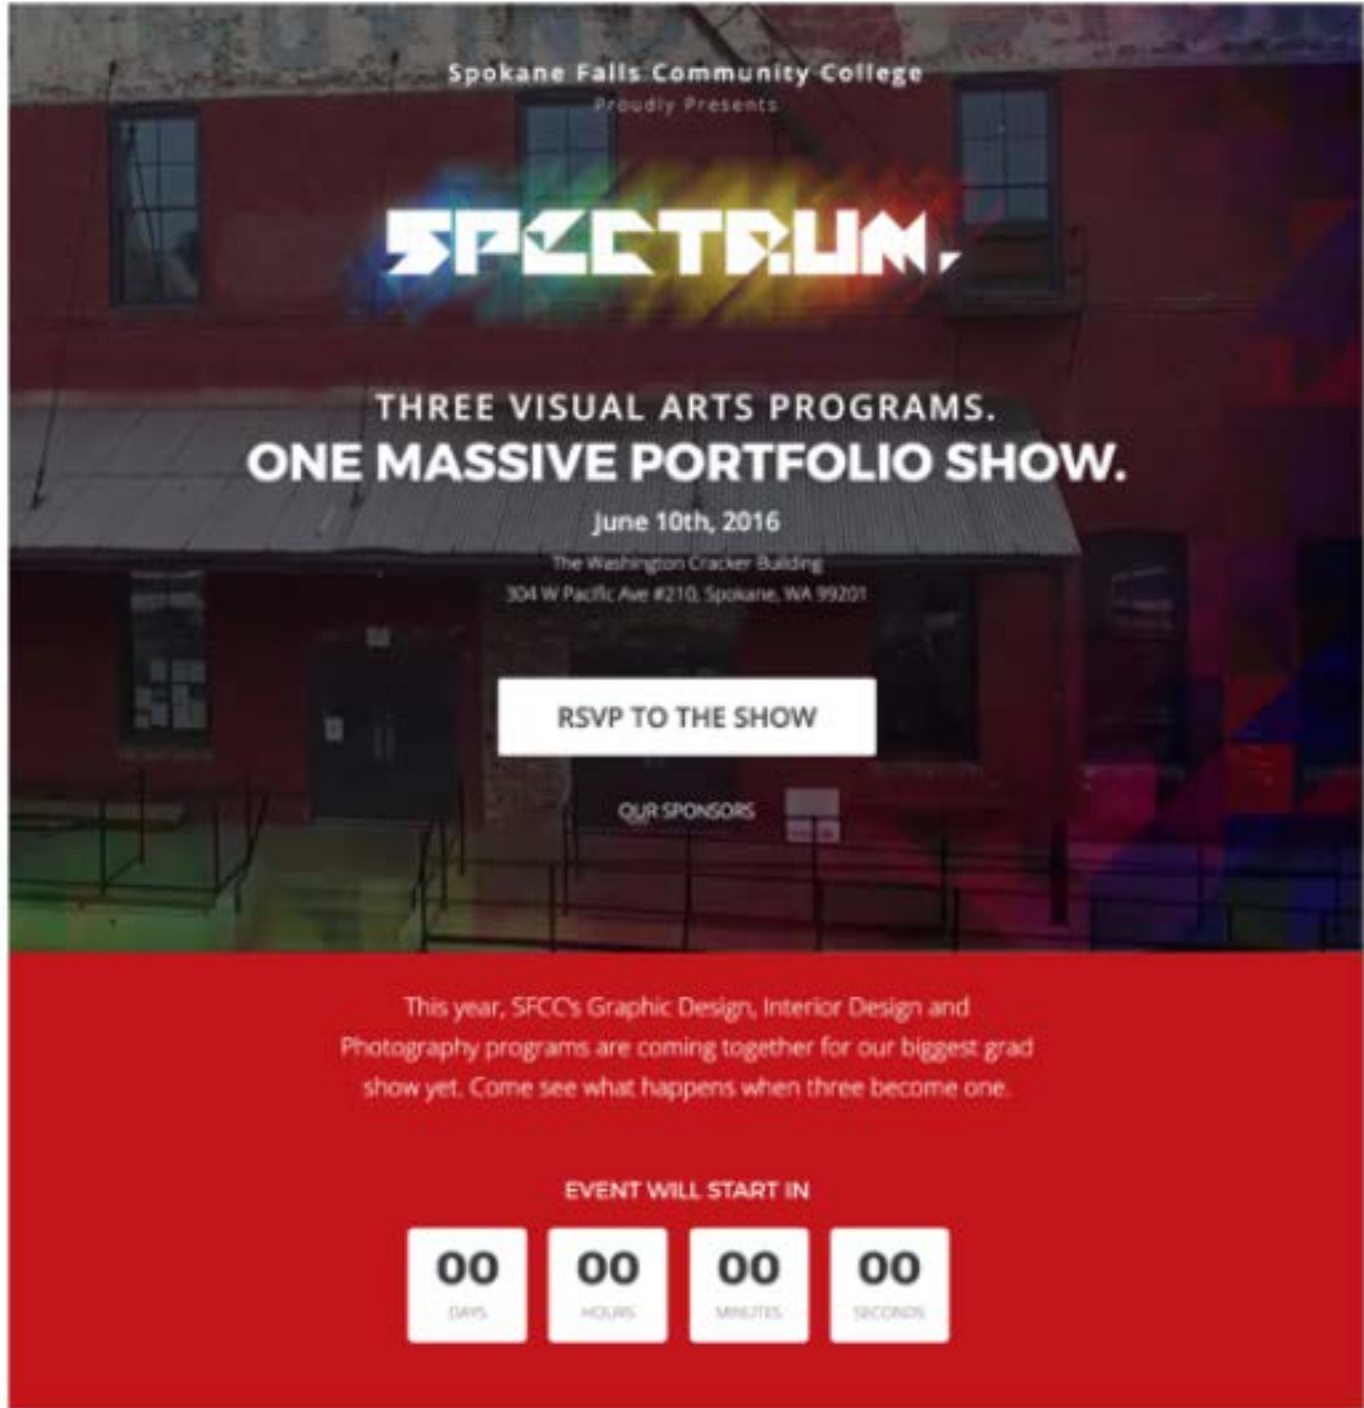 Spokane Falls Community College
Proudly Presents
SPECTRUM.
THREE VISUAL ARTS PROGRAMS.
ONE MASSIVE PORTFOLIO SHOW.
June 10th, 2016
The Washington Cracker Building
304 W Pacific Ave #210, Spokane, WA 99201
RSVP TO THE SHOW
OUR SPONSORS
This year, SFCC's Graphic Design, Interior Design and
Photography programs are coming together for our biggest grad
show yet. Come see what happens when three become one.
EVENT WILL START IN
00 00 00 00
DAYS HOURS MINUTES SECONDS